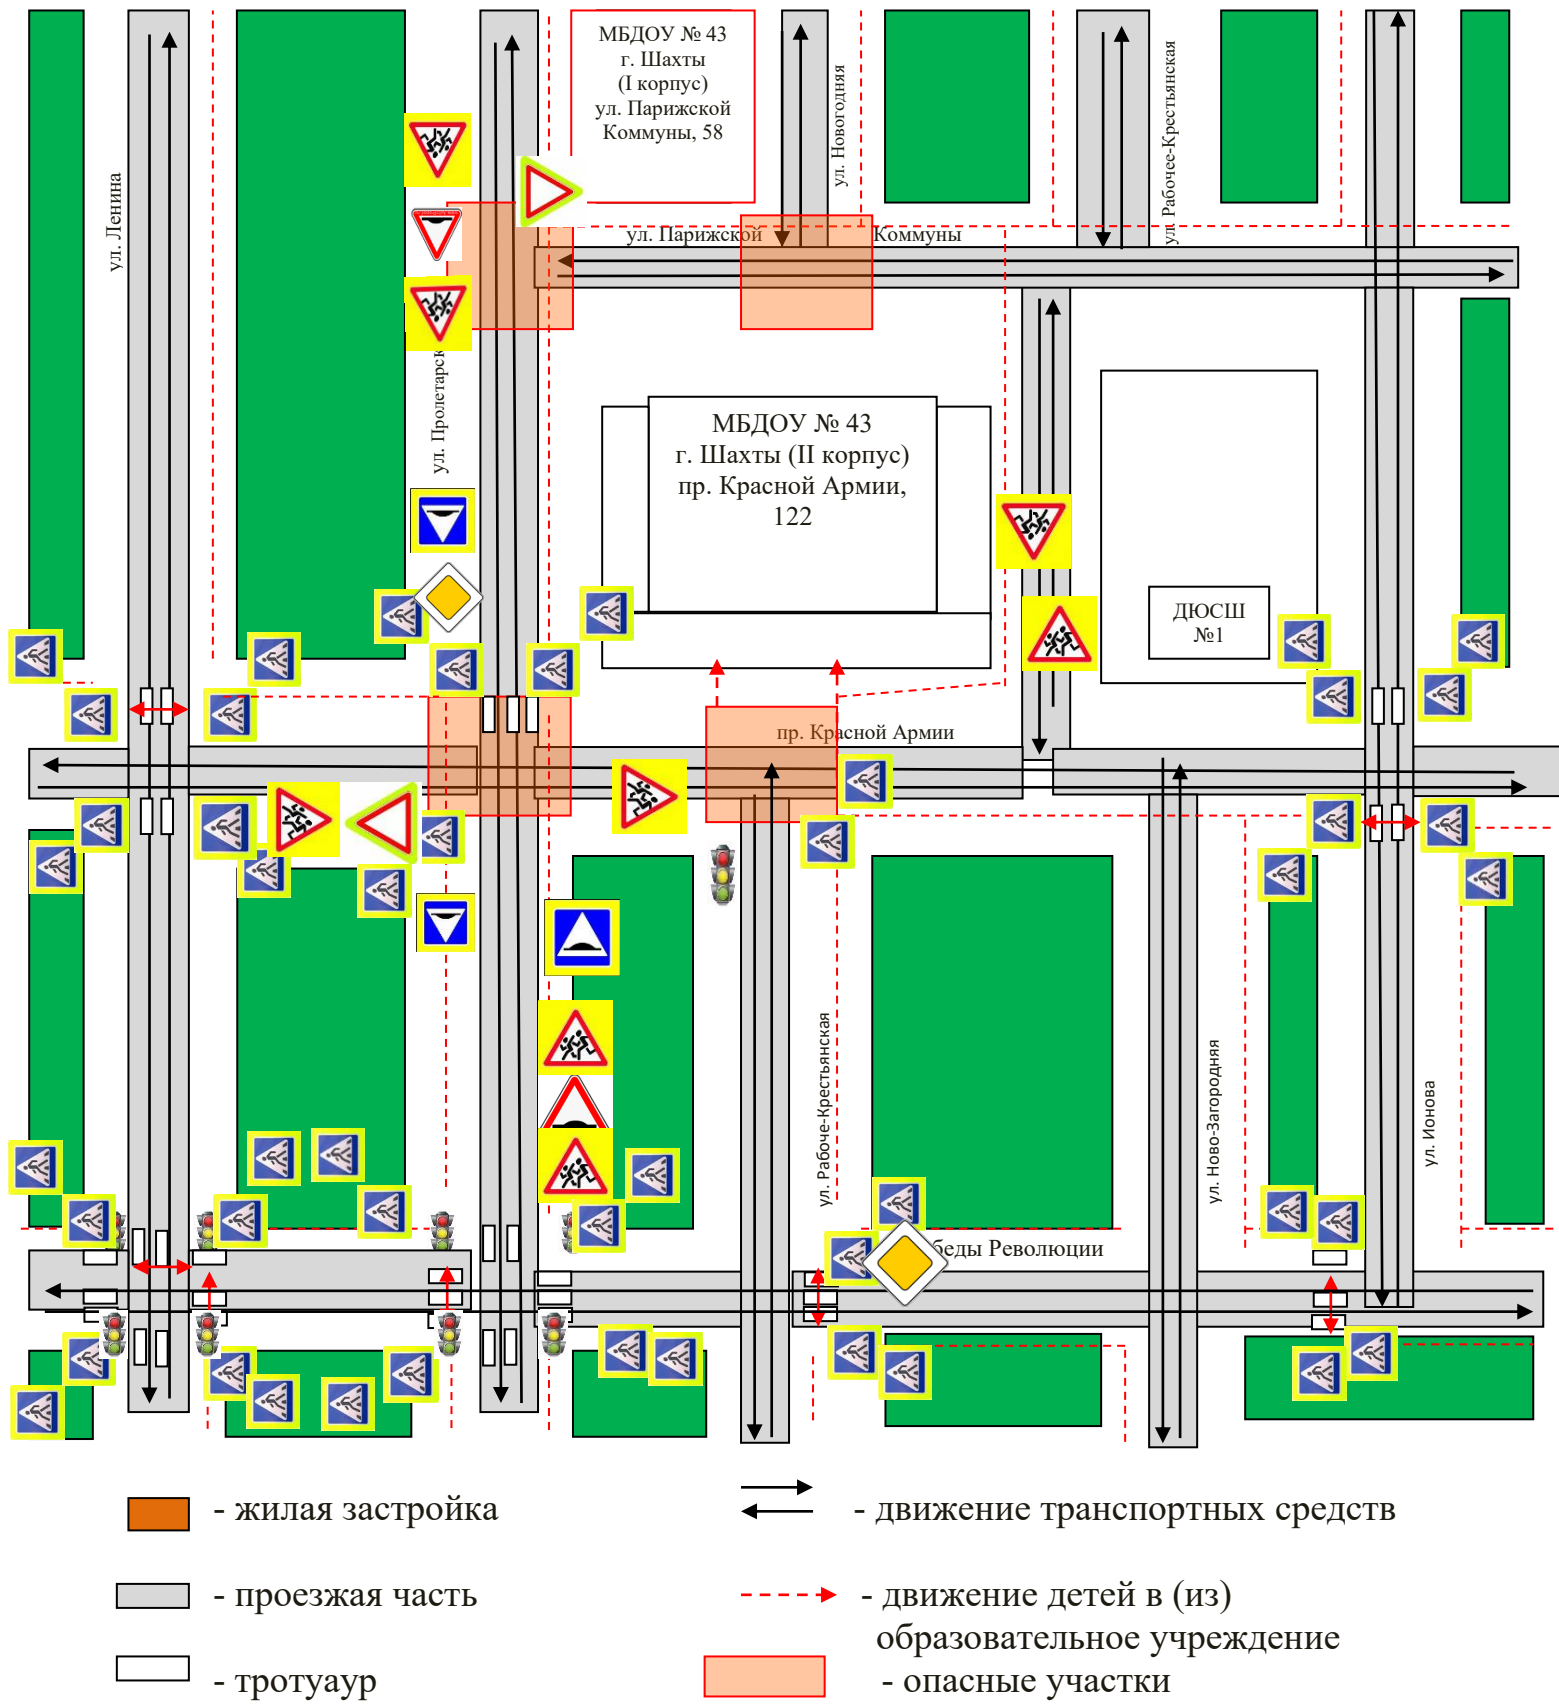 МБДОУ № 43
г. Шахты
(I корпус)
ул. Парижской
Коммуны, 58
ул. Ленина
ул. Новогодняя
ул. Рабочее-Крестьянская
ул. Парижской
Коммуны
ул. Пролетарск
МБДОУ № 43
г. Шахты (II корпус)
пр. Красной Армии,
122
ДЮСШ
№1
пр. Красной Армии
ул. Рабоче-Крестьянская
ул. Ново-Загородняя
ул. Ионова
беды Революции
- жилая застройка
- движение транспортных средств
- проезжая часть
- движение детей в (из)
образовательное учреждение
- тротуаур
- опасные участки